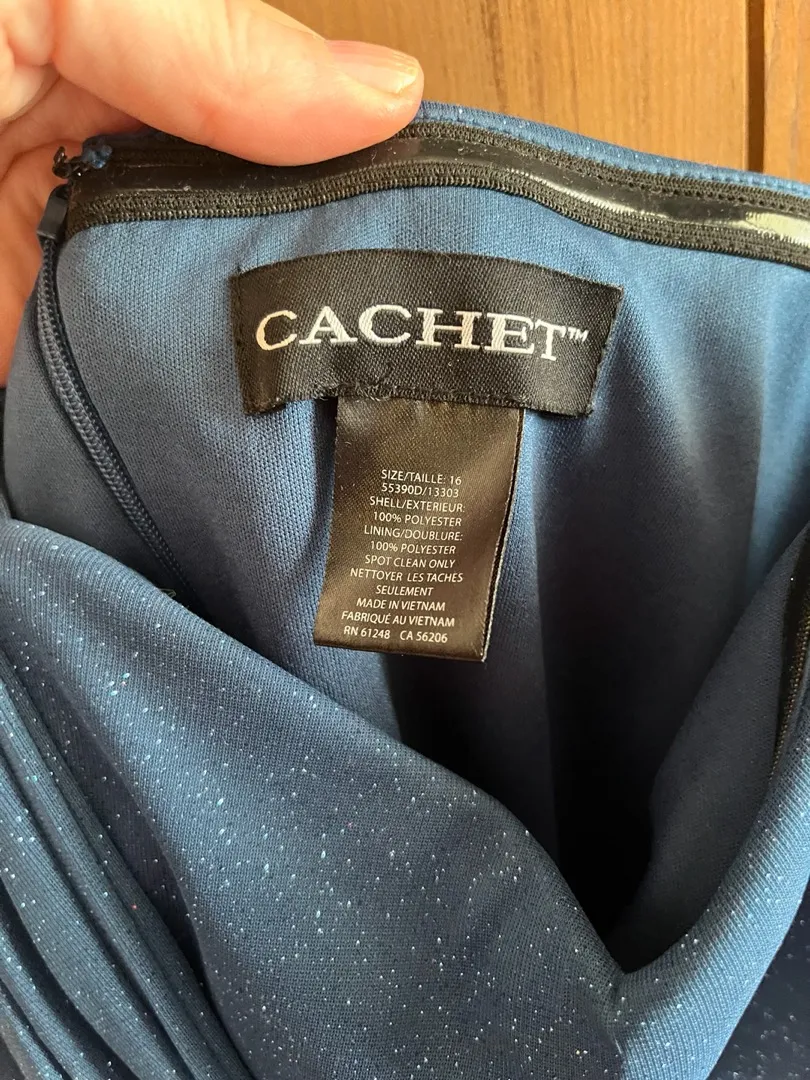 CACHET™
SIZE/TAILLE: 16
55390D/13303
SHELL/EXTERIEUR:
100% POLYESTER
LINING/DOUBLURE:
100% POLYESTER
SPOT CLEAN ONLY
NETTOYER LES TACHES
SEULEMENT
MADE IN VIETNAM
FABRIQUÉ AU VIETNAM
RN 61248 CA 56206